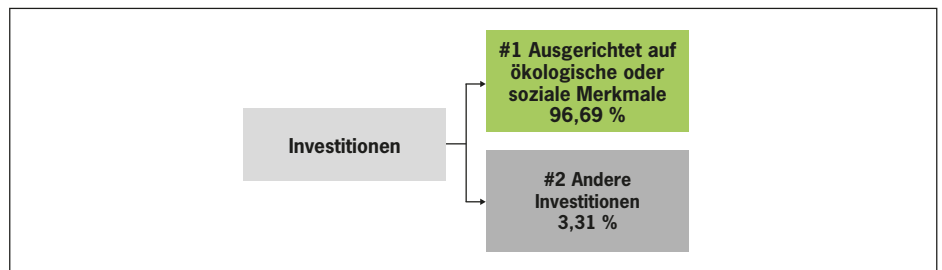 #1 Ausgerichtet auf
ökologische oder
soziale Merkmale
96,69 %
Investitionen
#2 Andere
Investitionen
3,31 %